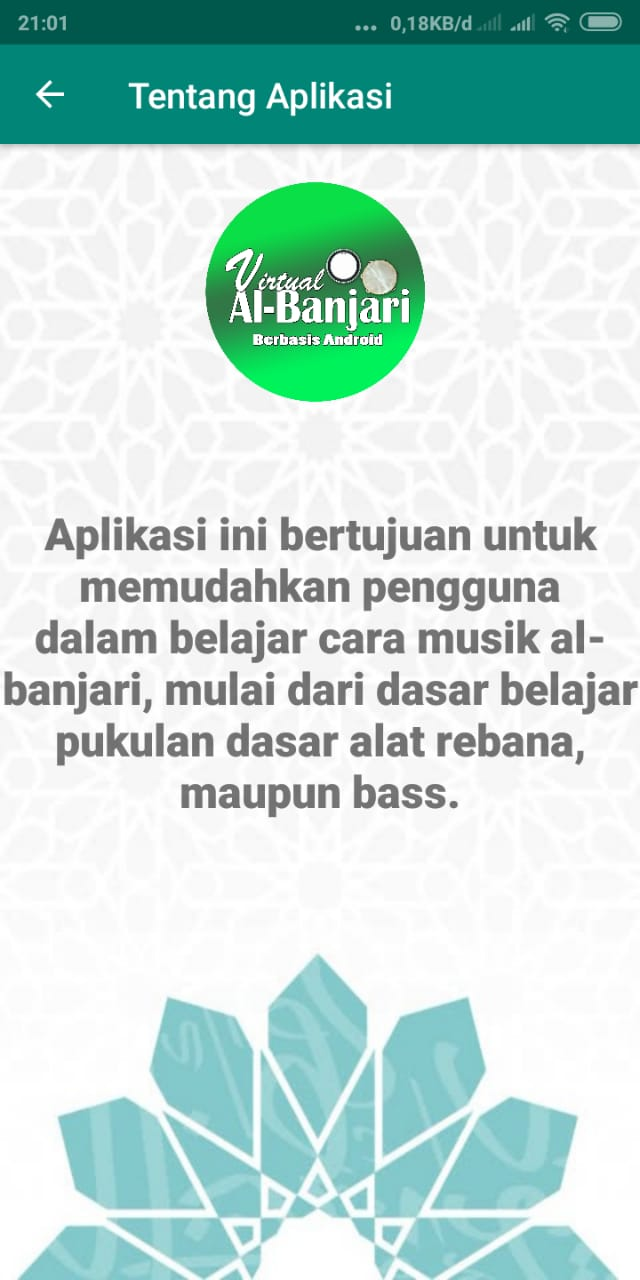 21:01
... 0,18KB/d
Tentang Aplikasi
Virtual
Al-Banjari
Berbasis Android
Aplikasi ini bertujuan untuk
memudahkan pengguna
dalam belajar cara musik al-
banjari, mulai dari dasar belajar
pukulan dasar alat rebana,
maupun bass.